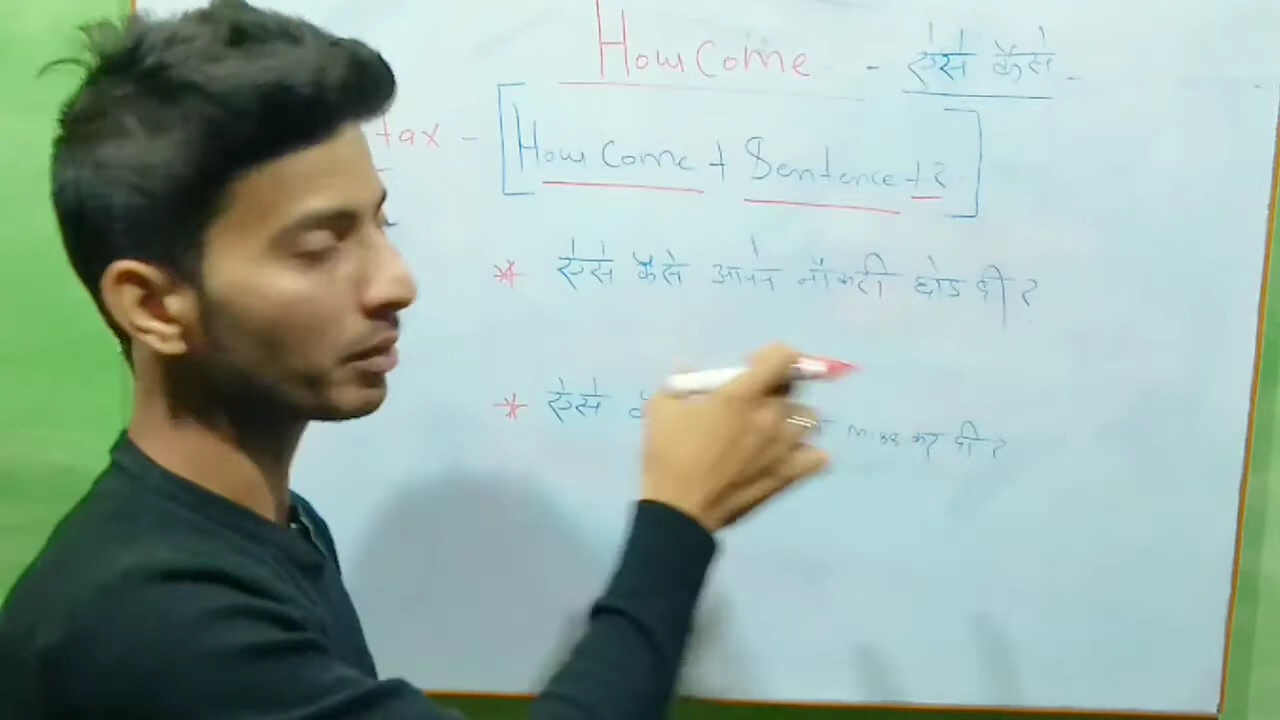 How Come - ऐसे कैसे -
tax - [How Come + Sentence + ?]
* ऐसे कैसे आपने नौकरी छोड दी ?
* ऐसे miss कर दी ?